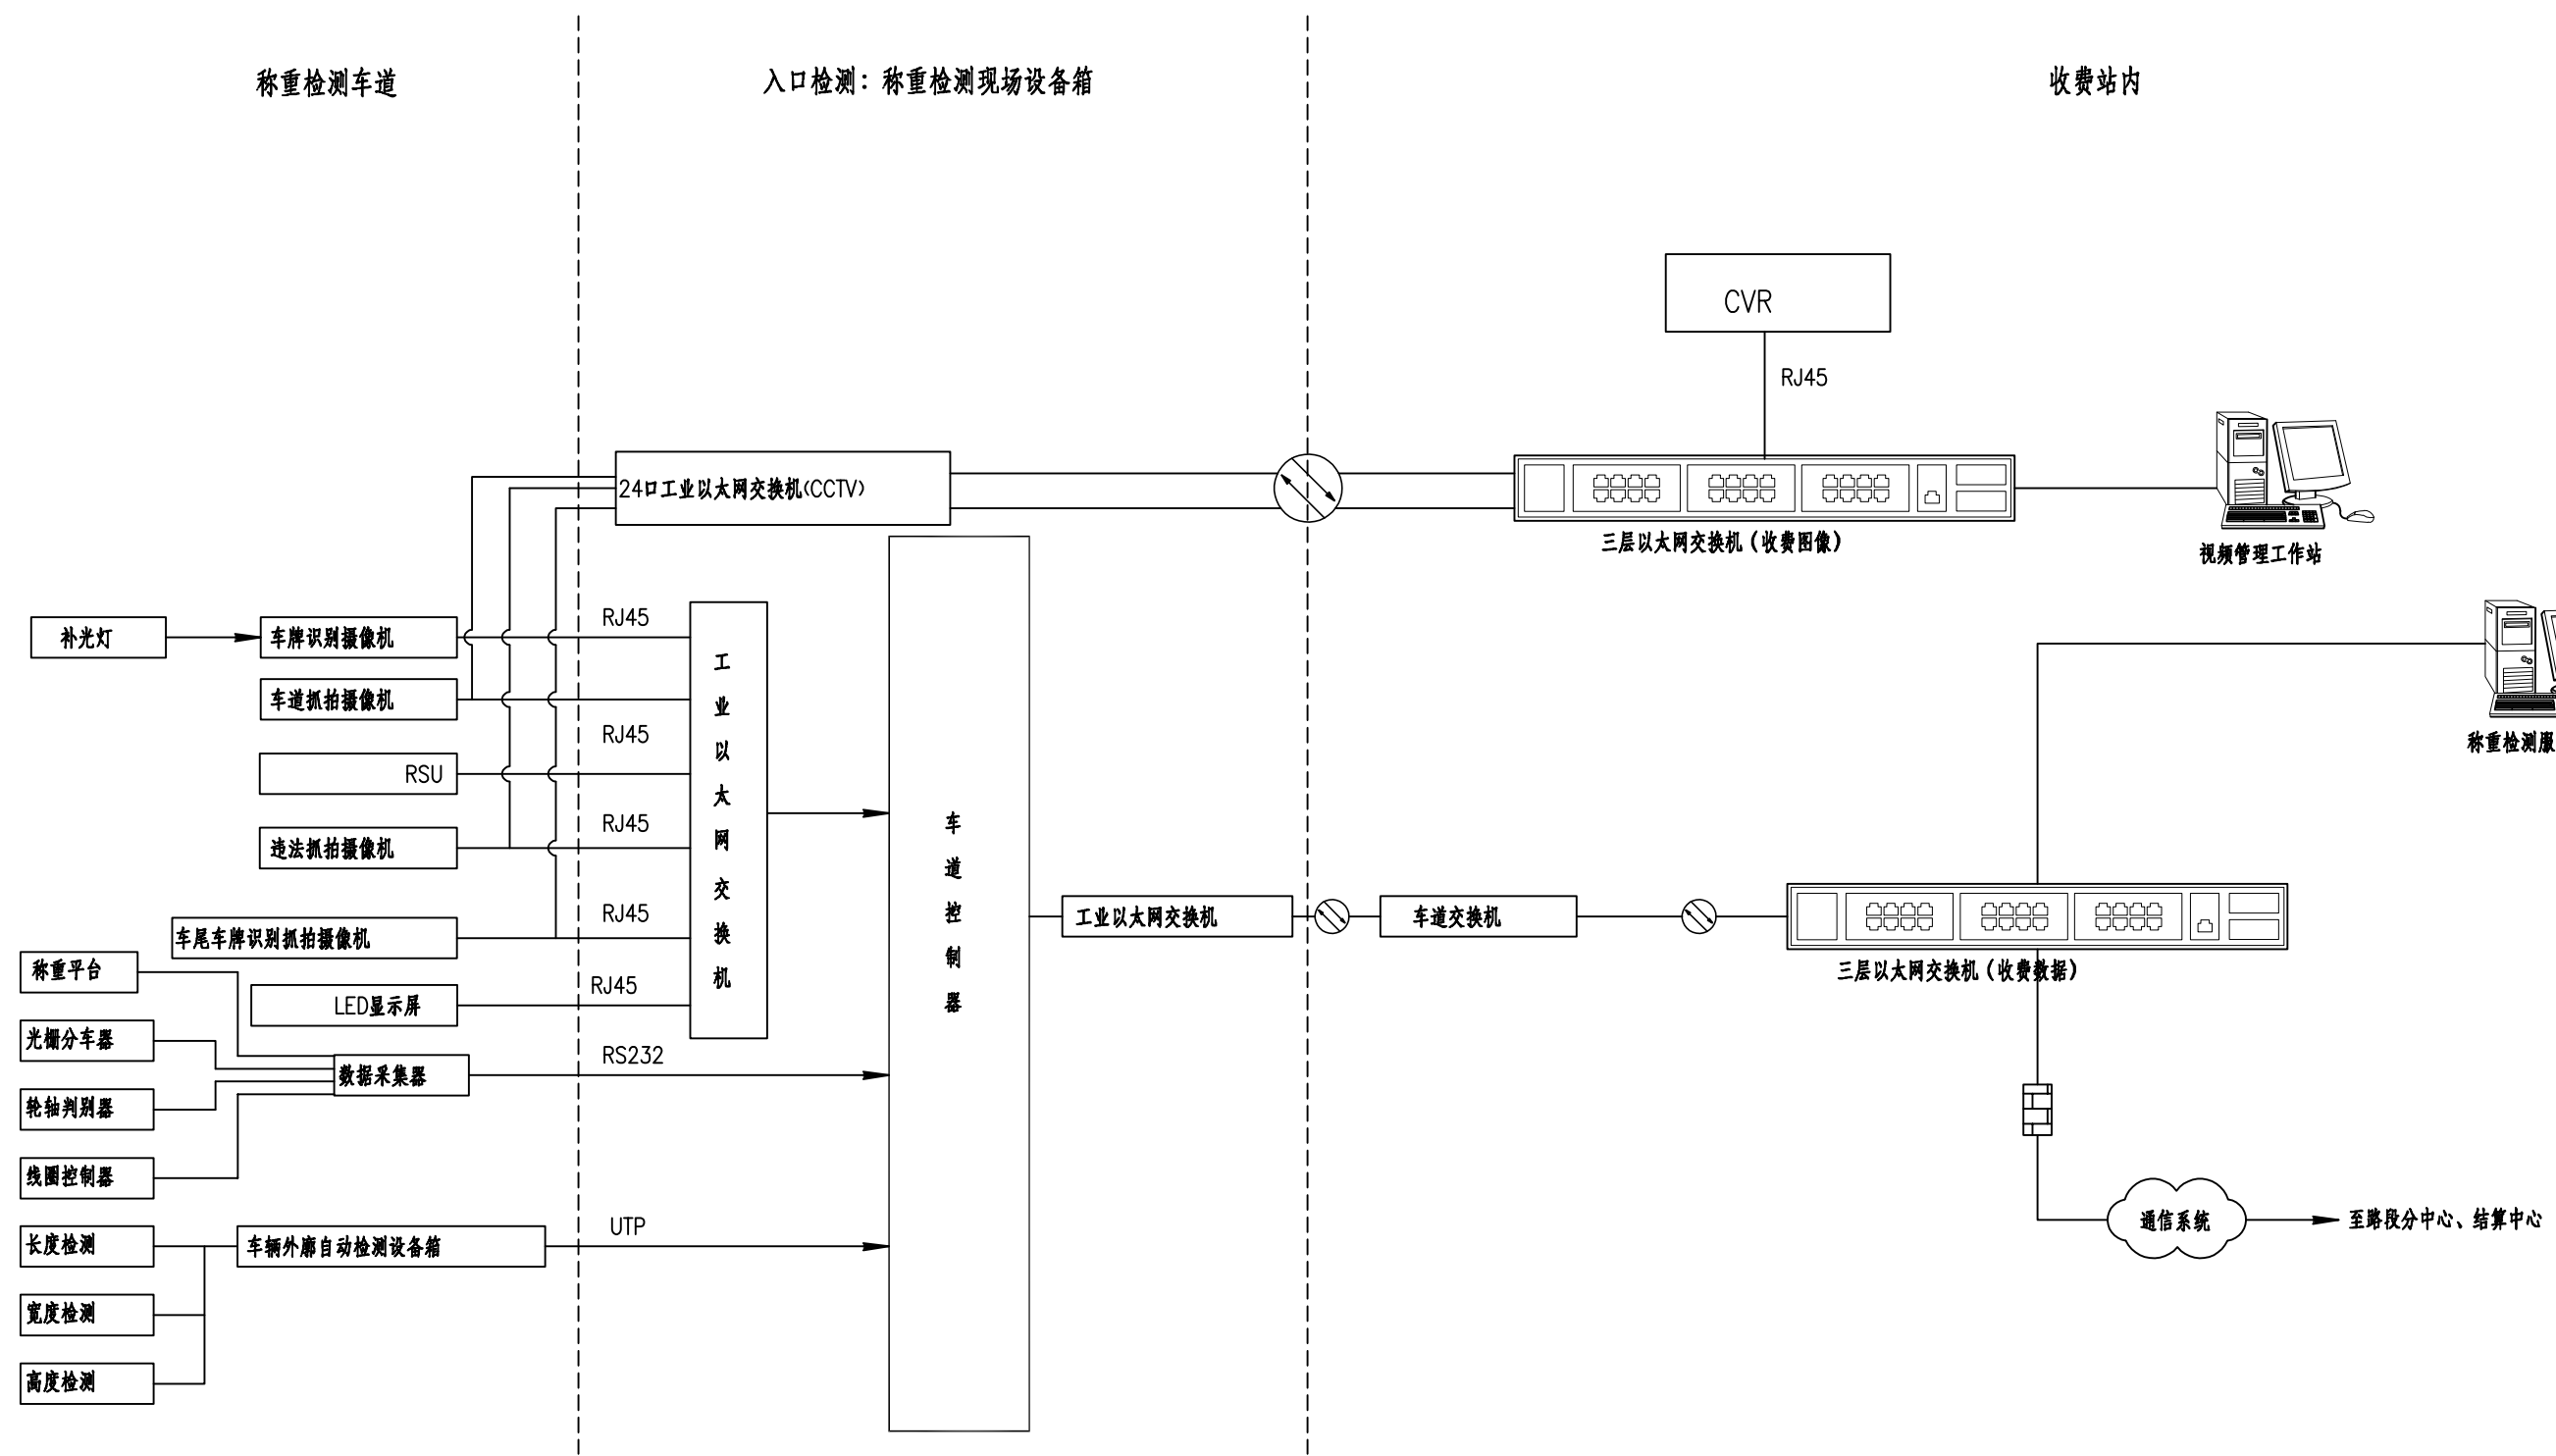 称重检测车道
入口检测：称重检测现场设备箱
收费站内
CVR
RJ45
24口工业以太网交换机(CCTV)
三层以太网交换机（收费图像）
视频管理工作站
补光灯
车牌识别摄像机
RJ45
车道抓拍摄像机
RJ45
RSU
RJ45
违法抓拍摄像机
RJ45
车尾车牌识别抓拍摄像机
RJ45
LED显示屏
工业以太网交换机
车道控制器
称重检测服
工业以太网交换机
车道交换机
三层以太网交换机（收费数据）
称重平台
光栅分车器
轮轴判别器
线圈控制器
数据采集器
RS232
长度检测
宽度检测
高度检测
车辆外廓自动检测设备箱
UTP
通信系统
至路段分中心、结算中心